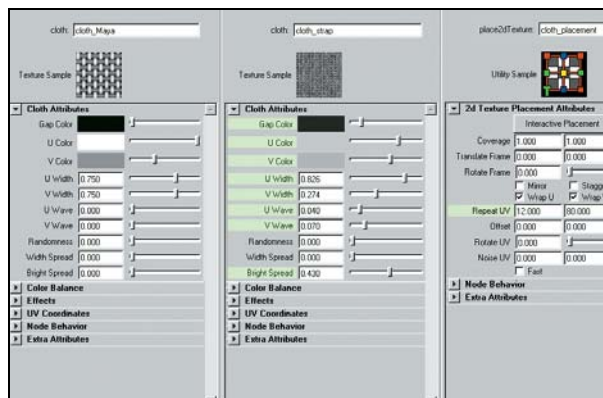 cloth: cloth_Maya
Texture Sample
Cloth Attributes
Gap Color
U Color
V Color
U Width 0.750
V Width 0.750
U Wave 0.000
V Wave 0.000
Randomness 0.000
Width Spread 0.000
Bright Spread 0.000
Color Balance
Effects
UV Coordinates
Node Behavior
Extra Attributes
cloth: cloth_strap
Texture Sample
Cloth Attributes
Gap Color
U Color
V Color
U Width 0.826
V Width 0.274
U Wave 0.040
V Wave 0.070
Randomness 0.000
Width Spread 0.000
Bright Spread 0.430
Color Balance
Effects
UV Coordinates
Node Behavior
Extra Attributes
place2dTexture: cloth_placement
Utility Sample
2d Texture Placement Attributes
Interactive Placement
Coverage 1.000 1.000
Translate Frame 0.000 0.000
Rotate Frame 0.000
Mirror Stagg
Wrap U Wrap
Repeat UV 12.000 80.000
Offset 0.000 0.000
Rotate UV 0.000
Noise UV 0.000 0.000
Fast
Node Behavior
Extra Attributes